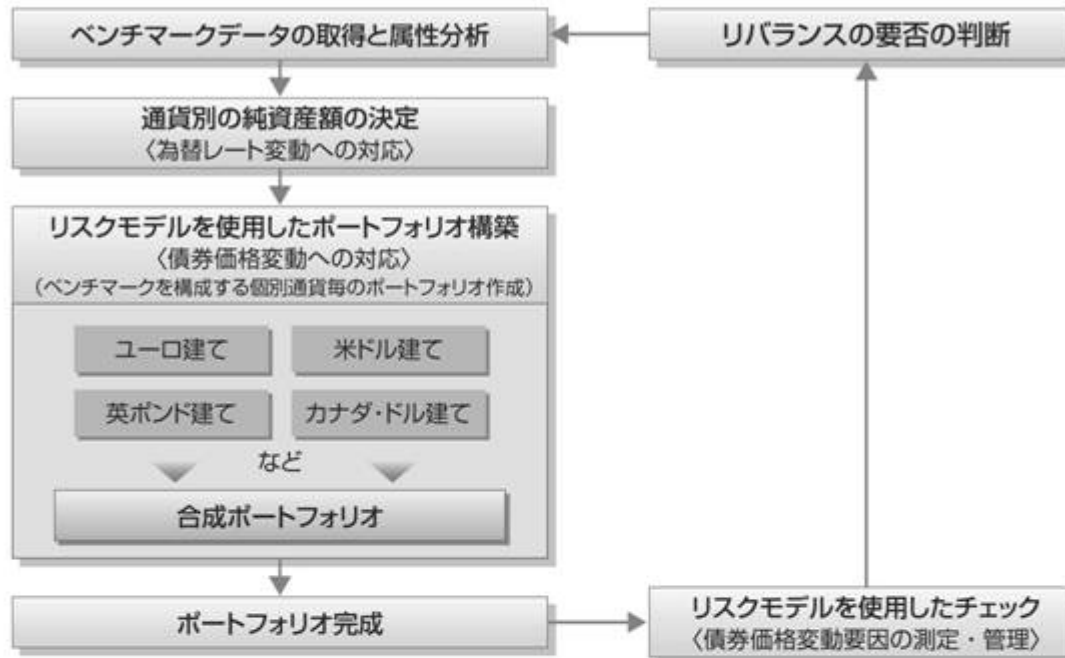 ベンチマークデータの取得と属性分析
リバランスの要否の判断
通貨別の純資産額の決定
〈為替レート変動への対応〉
リスクモデルを使用したポートフォリオ構築
〈債券価格変動への対応〉
（ベンチマークを構成する個別通貨毎のポートフォリオ作成）
ユーロ建て
米ドル建て
英ポンド建て
カナダ・ドル建て
など
合成ポートフォリオ
ポートフォリオ完成
リスクモデルを使用したチェック
〈債券価格変動要因の測定・管理〉